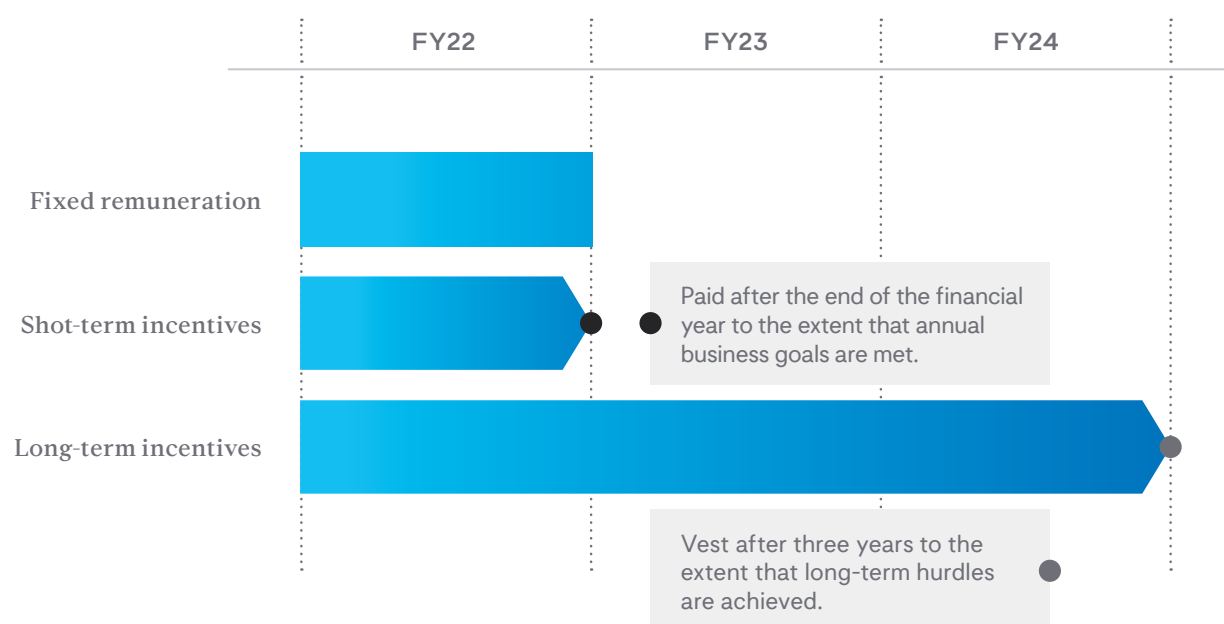 FY22
FY23
FY24
Fixed remuneration
Shot-term incentives
Paid after the end of the financial
year to the extent that annual
business goals are met.
Long-term incentives
Vest after three years to the
extent that long-term hurdles
are achieved.